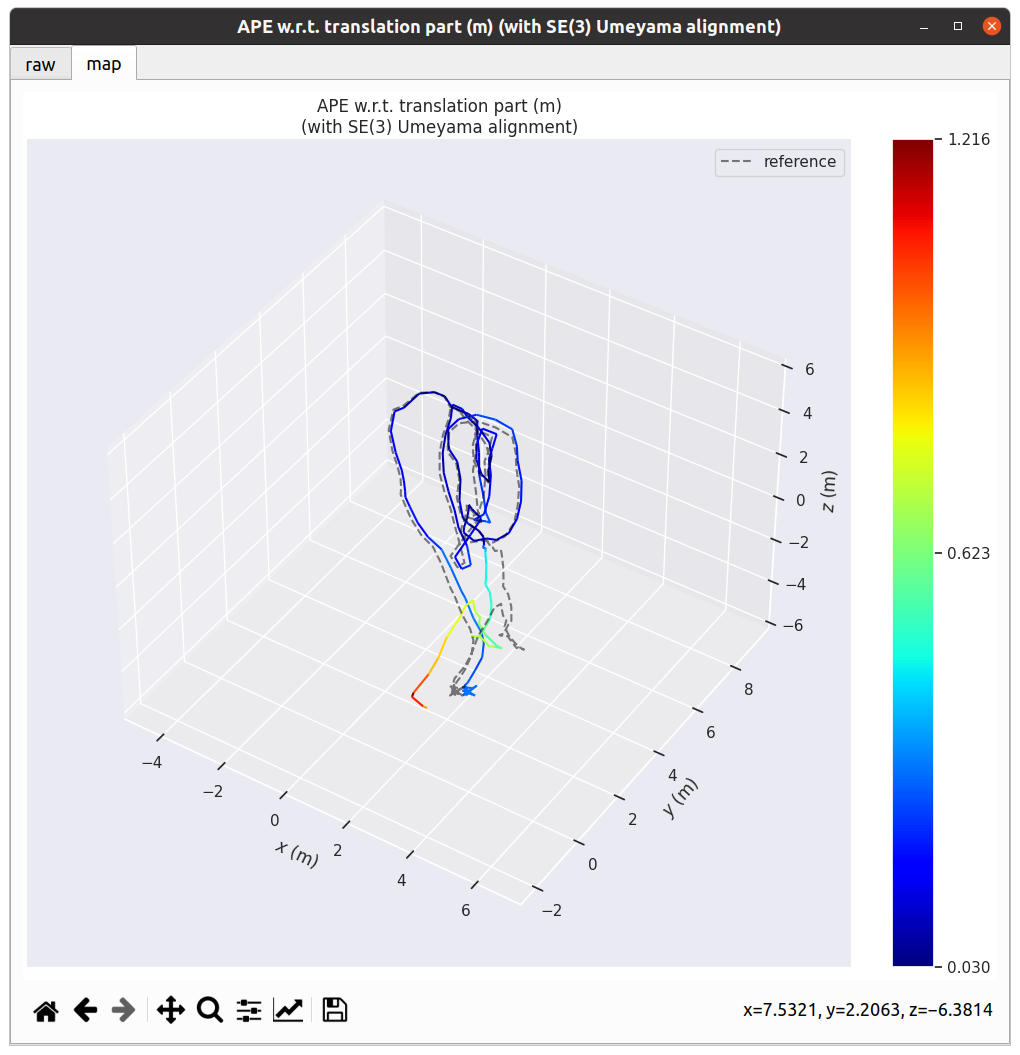 APE w.r.t. translation part (m) (with SE(3) Umeyama alignment)
raw
map
APE w.r.t. translation part (m)
(with SE(3) Umeyama alignment)
reference
1.216
0.623
0.030
6
4
2
0
−2
−4
−6
z (m)
8
6
4
2
0
−2
y (m)
−4
−2
0
2
4
6
x (m)
x=7.5321, y=2.2063, z=−6.3814